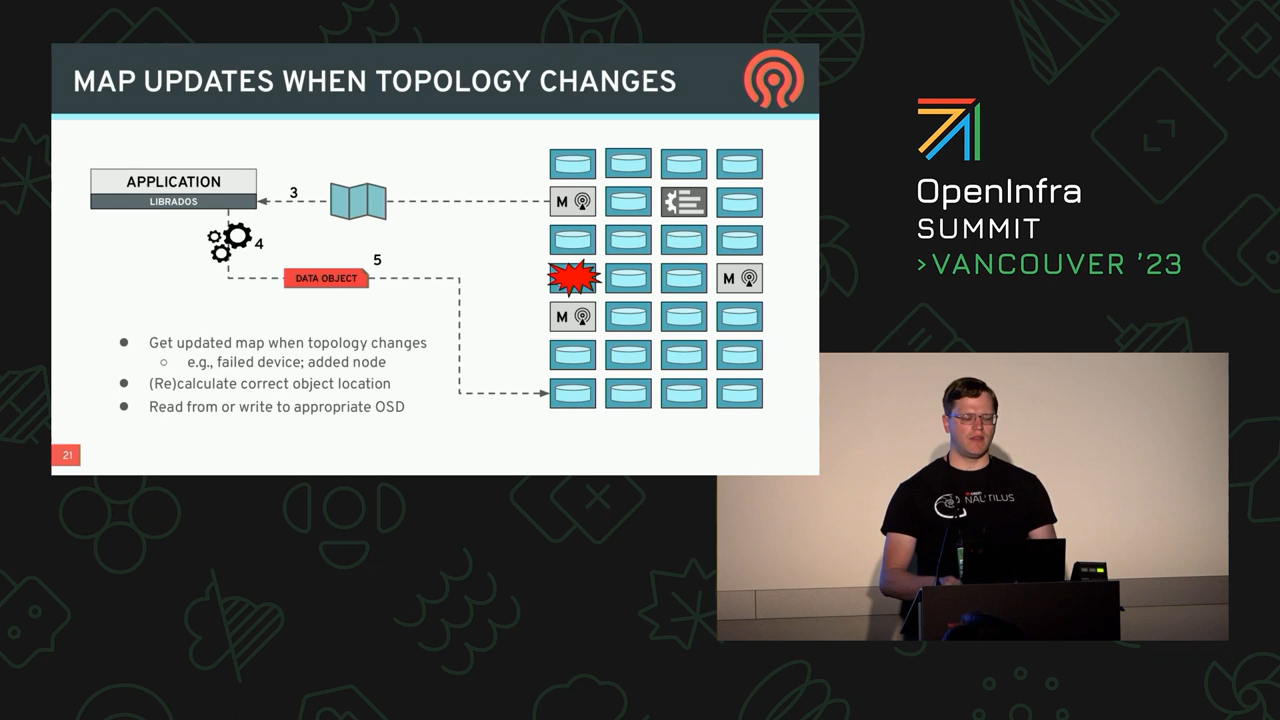 MAP UPDATES WHEN TOPOLOGY CHANGES
APPLICATION
LIBRADOS
3
M
4
5
DATA OBJECT
M
M
● Get updated map when topology changes
○ e.g., failed device; added node
● (Re)calculate correct object location
● Read from or write to appropriate OSD
21
OpenInfra
SUMMIT
>VANCOUVER '23
NAUTILUS